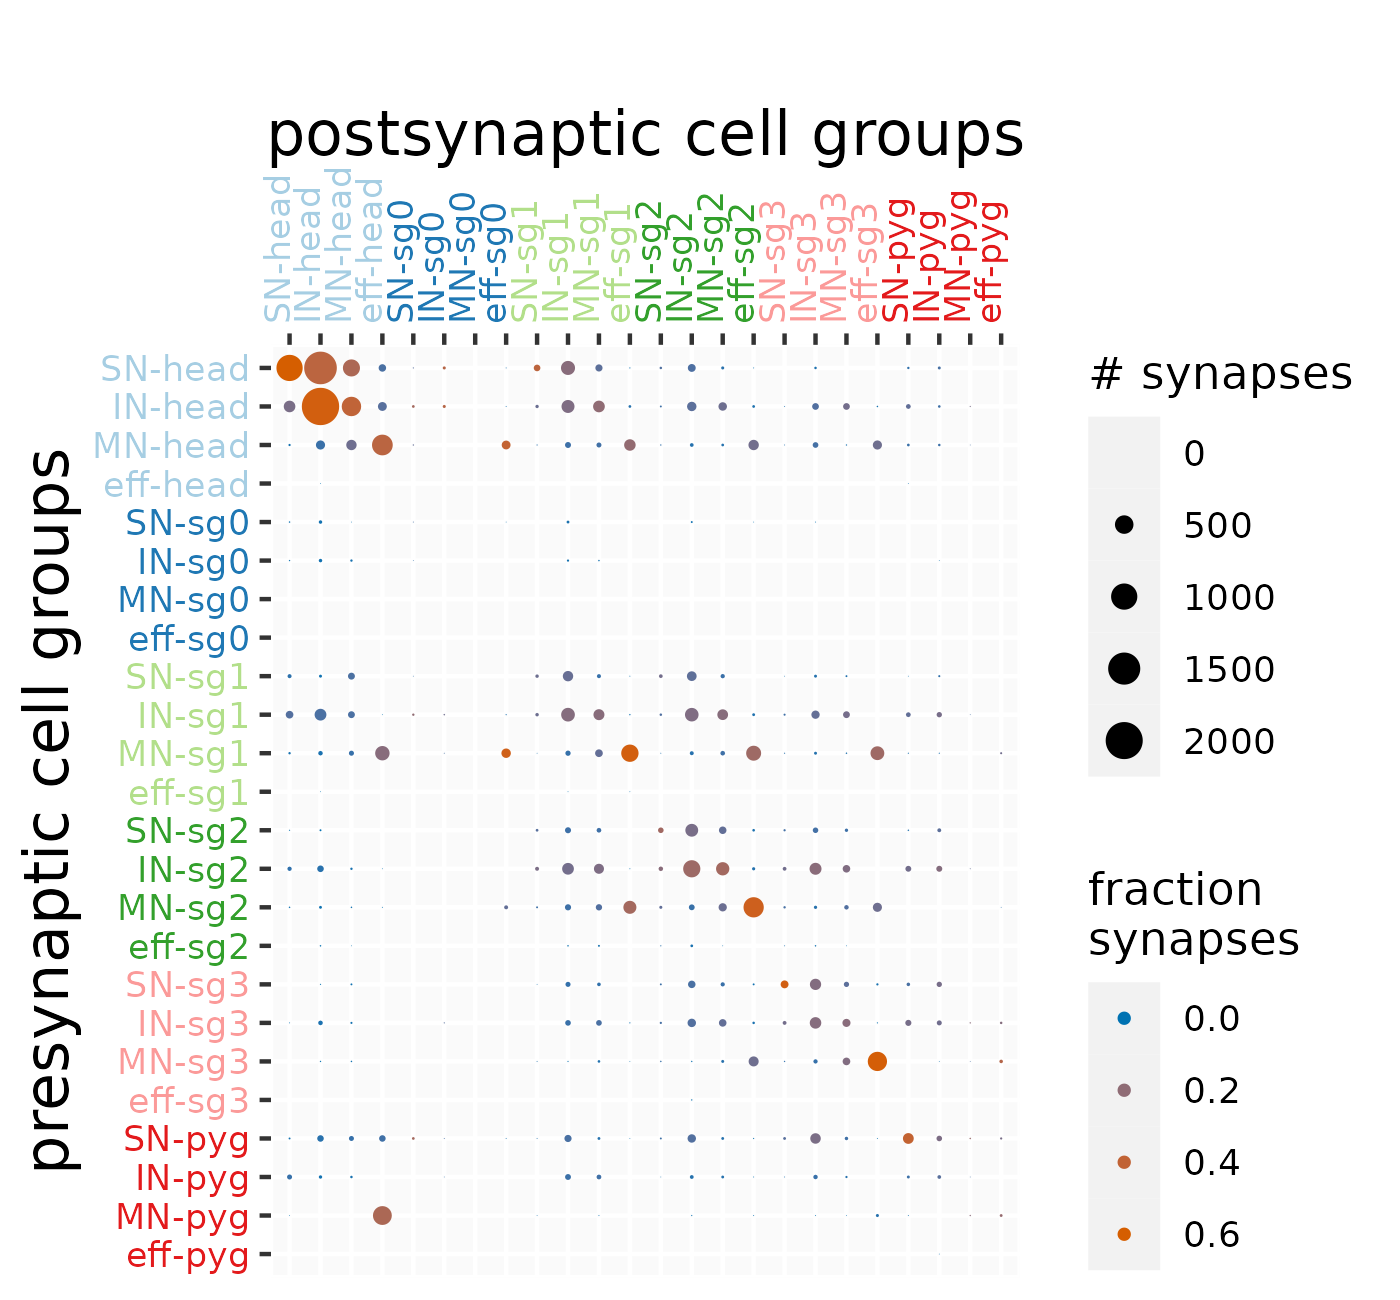 postsynaptic cell groups
SN-head
IN-head
MN-head
eff-head
SN-sg0
IN-sg0
MN-sg0
eff-sg0
SN-sg1
IN-sg1
MN-sg1
eff-sg1
SN-sg2
IN-sg2
MN-sg2
eff-sg2
SN-sg3
IN-sg3
MN-sg3
eff-sg3
SN-pyg
IN-pyg
MN-pyg
eff-pyg
presynaptic cell groups
SN-head
IN-head
MN-head
eff-head
SN-sg0
IN-sg0
MN-sg0
eff-sg0
SN-sg1
IN-sg1
MN-sg1
eff-sg1
SN-sg2
IN-sg2
MN-sg2
eff-sg2
SN-sg3
IN-sg3
MN-sg3
eff-sg3
SN-pyg
IN-pyg
MN-pyg
eff-pyg
# synapses
0
500
1000
1500
2000
fraction
synapses
0.0
0.2
0.4
0.6